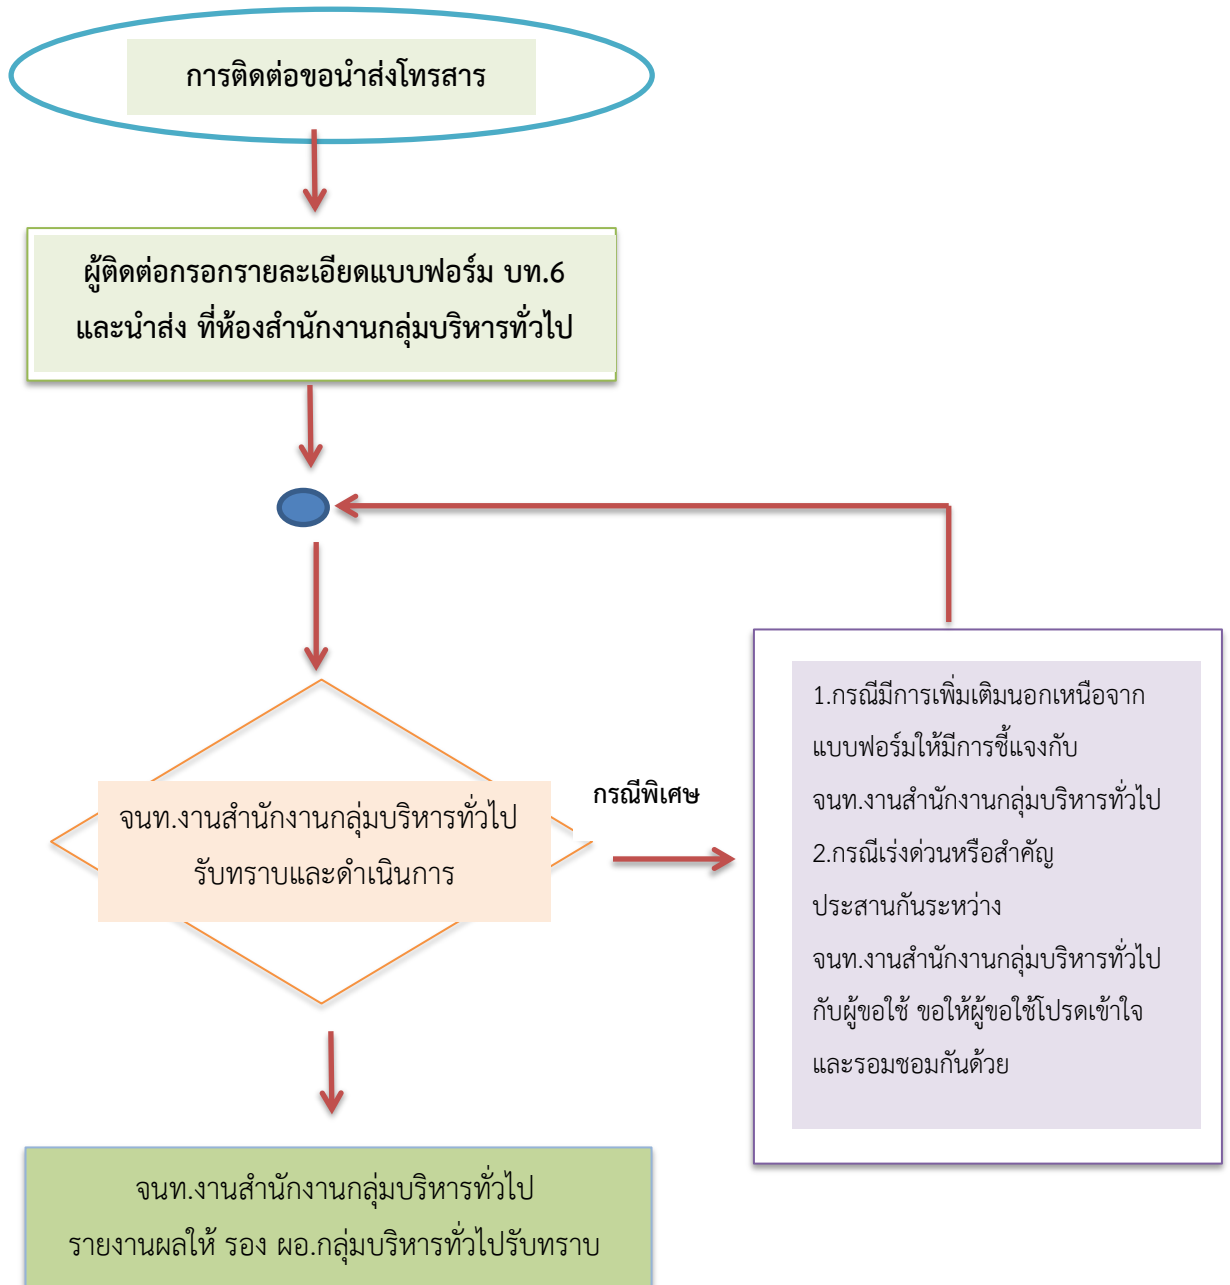 การติดต่อขอนำส่งโทรสาร
ผู้ติดต่อกรอกรายละเอียดแบบฟอร์ม บท.6
และนำส่ง ที่ห้องสำนักงานกลุ่มบริหารทั่วไป
จนท.งานสำนักงานกลุ่มบริหารทั่วไป
รับทราบและดำเนินการ
กรณีพิเศษ
1.กรณีมีการเพิ่มเติมนอกเหนือจาก
แบบฟอร์มให้มีการชี้แจงกับ
จนท.งานสำนักงานกลุ่มบริหารทั่วไป
2.กรณีเร่งด่วนหรือสำคัญ
ประสานกันระหว่าง
จนท.งานสำนักงานกลุ่มบริหารทั่วไป
กับผู้ขอใช้ ขอให้ผู้ขอใช้โปรดเข้าใจ
และรอมชอมกันด้วย
จนท.งานสำนักงานกลุ่มบริหารทั่วไป
รายงานผลให้ รอง ผอ.กลุ่มบริหารทั่วไปรับทราบ